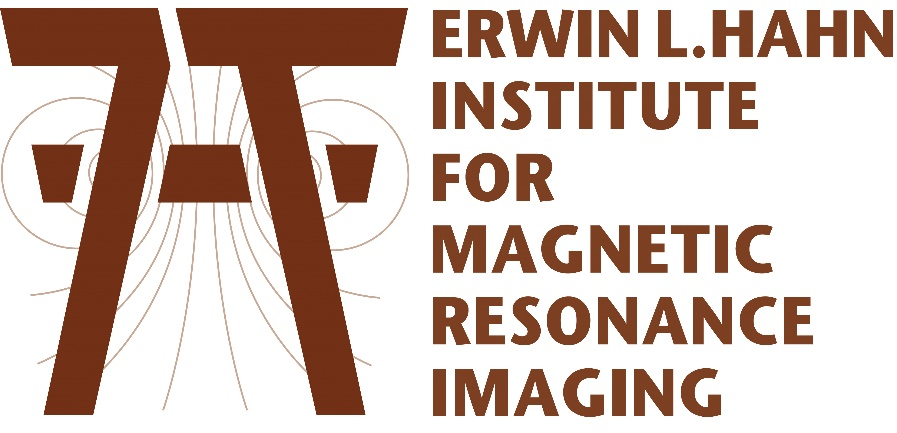 ERWIN L.HAHN
INSTITUTE
FOR
MAGNETIC
RESONANCE
IMAGING